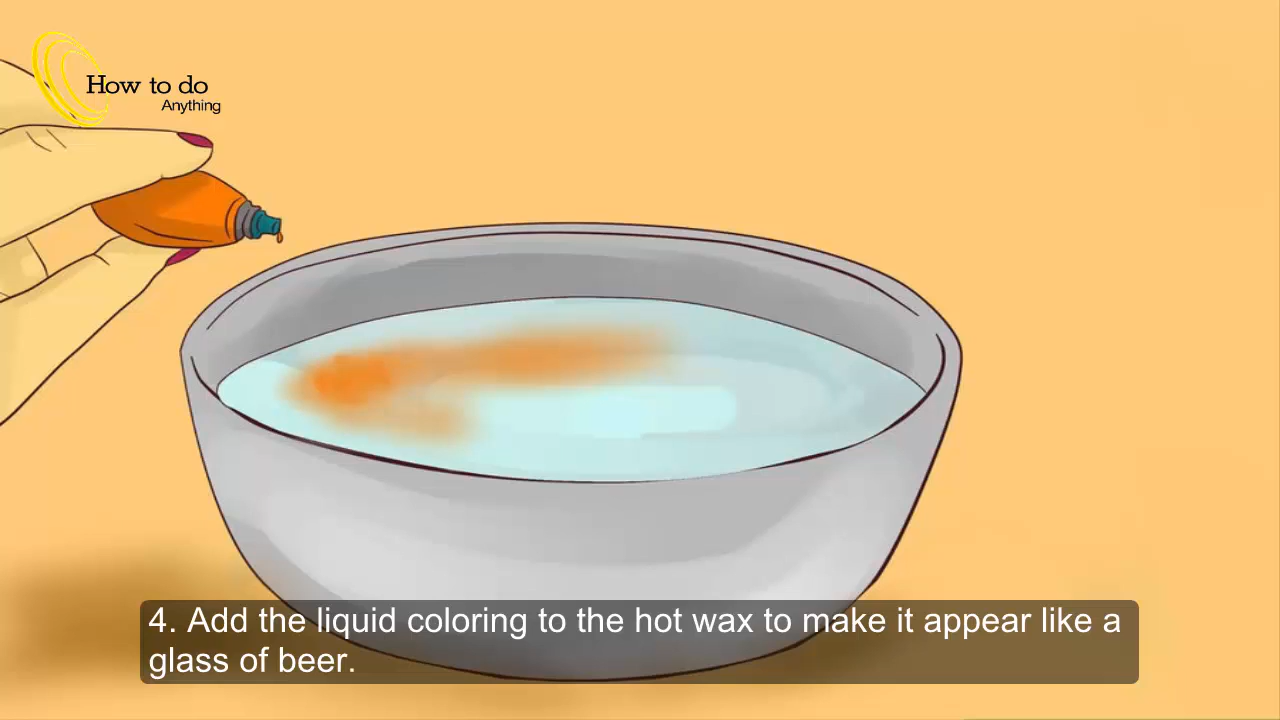 How to do
Anything
4. Add the liquid coloring to the hot wax to make it appear like a
glass of beer.